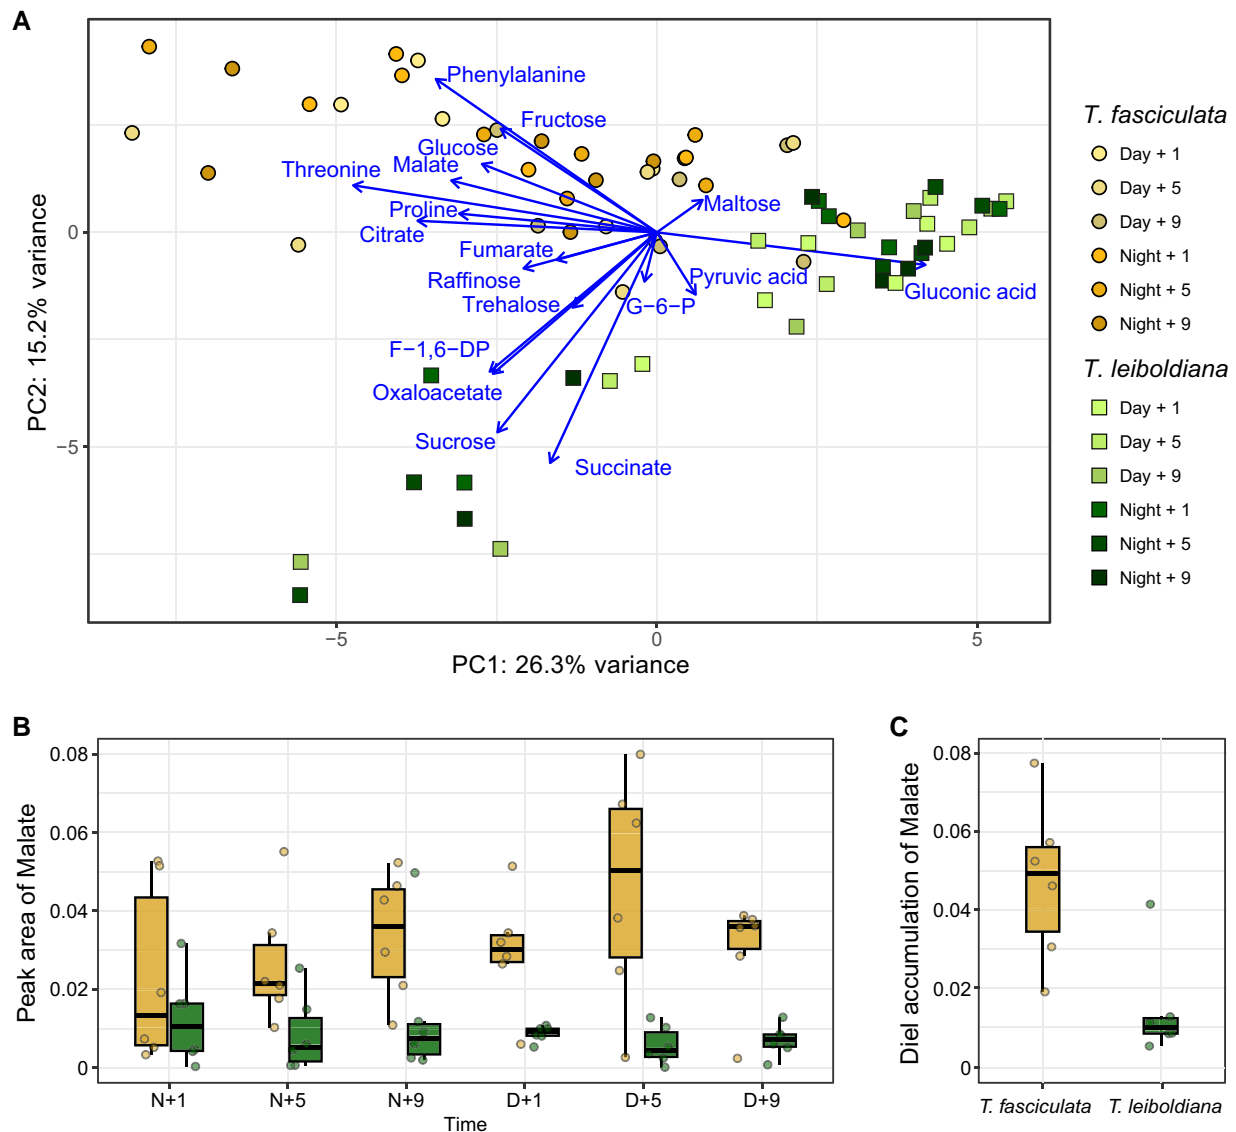 A
PC2: 15.2% variance
0
−5
−5
0
5
PC1: 26.3% variance
Phenylalanine
Fructose
Glucose
Malate
Threonine
Proline
Citrate
Maltose
Fumarate
Raffinose
Trehalose
Pyruvic acid
G−6−P
Gluconic acid
F−1,6−DP
Oxaloacetate
Sucrose
Succinate
T. fasciculata
Day + 1
Day + 5
Day + 9
Night + 1
Night + 5
Night + 9
T. leiboldiana
Day + 1
Day + 5
Day + 9
Night + 1
Night + 5
Night + 9
B
Peak area of Malate
0.08
0.06
0.04
0.02
0
N+1
N+5
N+9
D+1
D+5
D+9
Time
C
Diel accumulation of Malate
0.08
0.06
0.04
0.02
0
T. fasciculata
T. leiboldiana